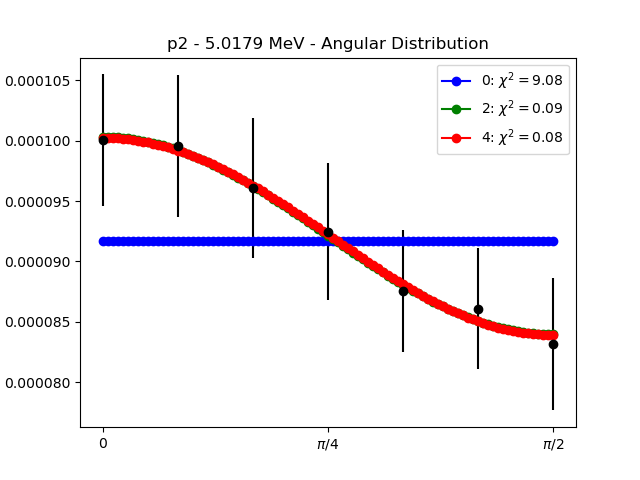 p2 - 5.0179 MeV - Angular Distribution
0: χ² = 9.08
2: χ² = 0.09
4: χ² = 0.08
0.000105
0.000100
0.000095
0.000090
0.000085
0.000080
0 π/4 π/2